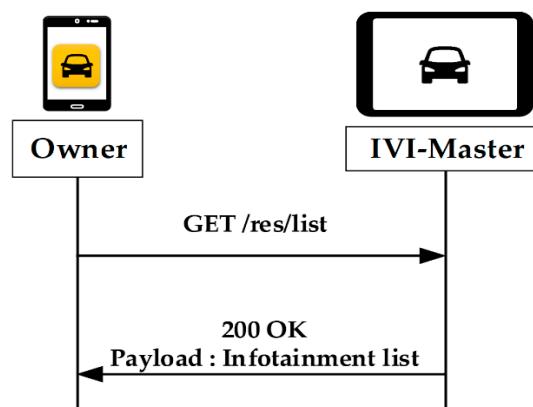 Owner
IVI-Master
GET /res/list
200 OK
Payload : Infotainment list